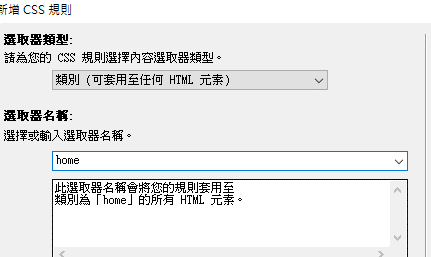 新增 CSS 規則
選取器類型:
請為您的 CSS 規則選擇內容選取器類型。
類別 (可套用至任何 HTML 元素)
選取器名稱:
選擇或輸入選取器名稱。
home
此選取器名稱會將您的規則套用至
類別為「home」的所有 HTML 元素。